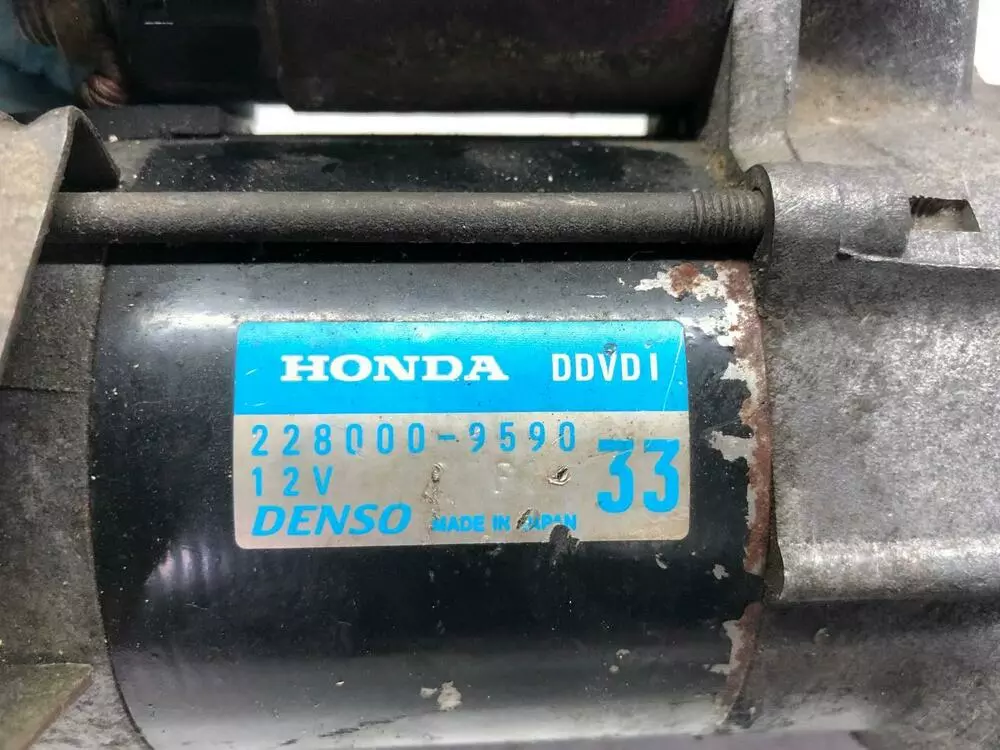 HONDA DDVD1
228000-9590
12V
33
DENSO MADE IN JAPAN